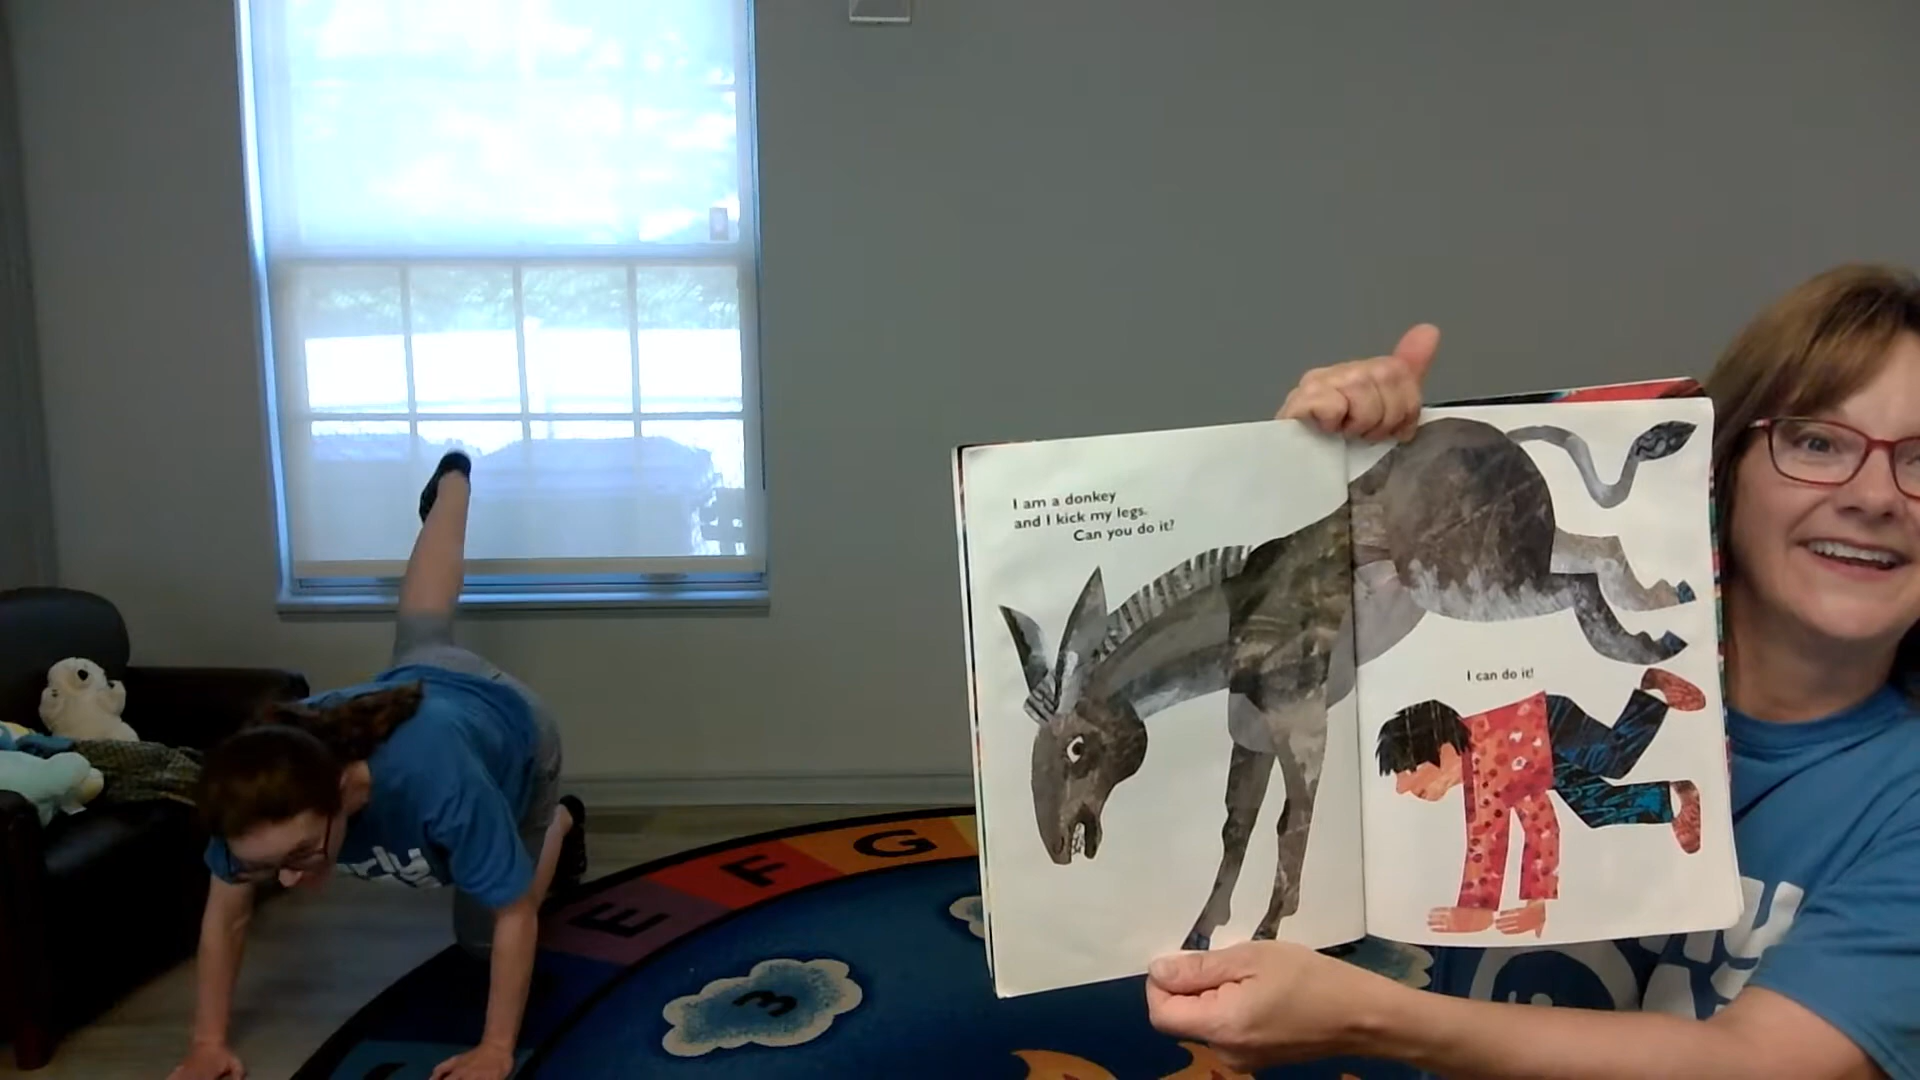 I am a donkey
and I kick my legs.
Can you do it?
I can do it!
E
F
G
3